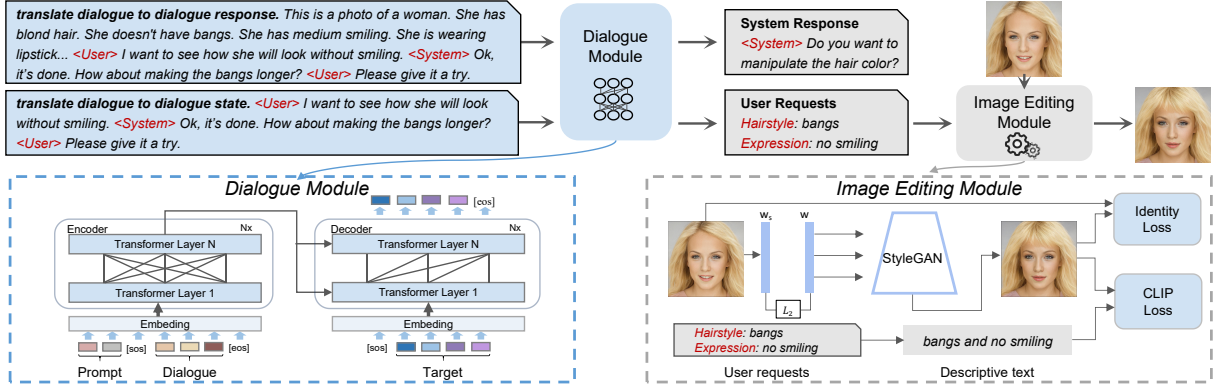 translate dialogue to dialogue response. This is a photo of a woman. She has
blond hair. She doesn't have bangs. She has medium smiling. She is wearing
lipstick... <User> I want to see how she will look without smiling. <System> Ok,
it's done. How about making the bangs longer? <User> Please give it a try.
translate dialogue to dialogue state. <User> I want to see how she will look
without smiling. <System> Ok, it's done. How about making the bangs longer?
<User> Please give it a try.
Dialogue
Module
System Response
<System> Do you want to
manipulate the hair color?
User Requests
Hairstyle: bangs
Expression: no smiling
Image Editing
Module
Dialogue Module
[eos]
Encoder
Nx
Transformer Layer N
Transformer Layer 1
Embeding
[sos]
[eos]
Prompt
Dialogue
Decoder
Nx
Transformer Layer N
Transformer Layer 1
Embeding
[sos]
Target
Image Editing Module
ws
w
StyleGAN
L2
Identity
Loss
CLIP
Loss
Hairstyle: bangs
Expression: no smiling
bangs and no smiling
User requests
Descriptive text